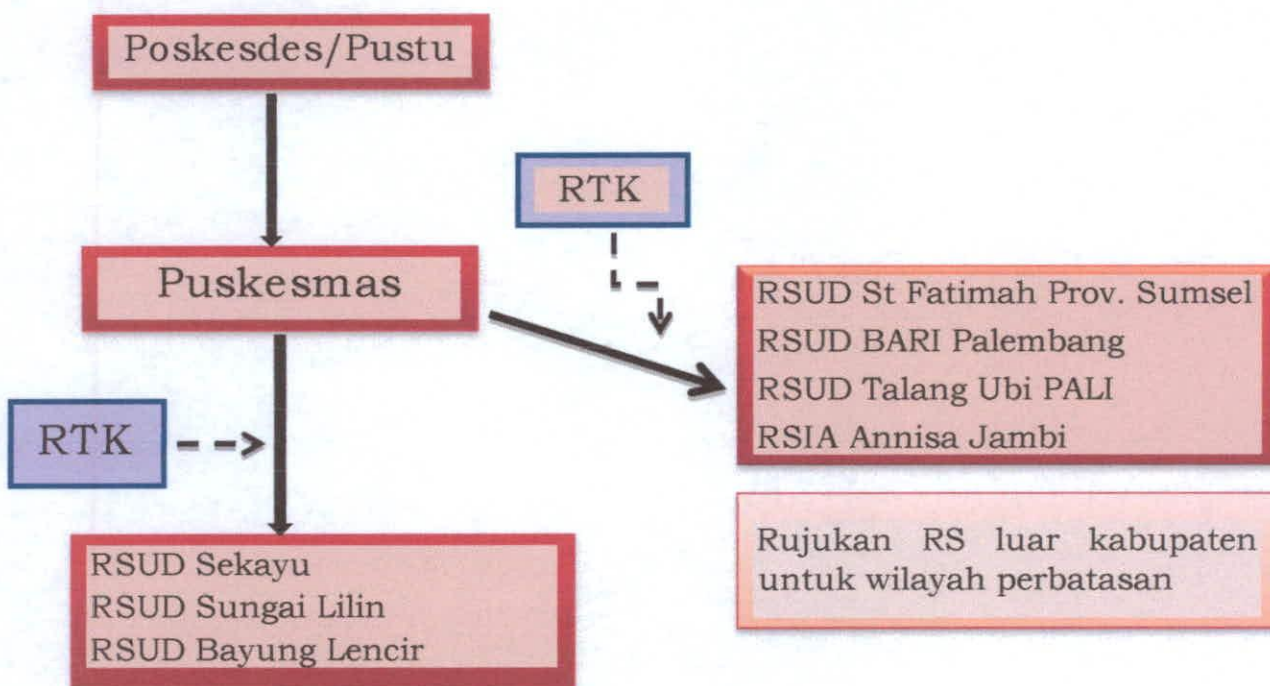 Poskesdes/Pustu
RTK
Puskesmas
RSUD St Fatimah Prov. Sumsel
RSUD BARI Palembang
RSUD Talang Ubi PALI
RSIA Annisa Jambi
RTK
Rujukan RS luar kabupaten
untuk wilayah perbatasan
RSUD Sekayu
RSUD Sungai Lilin
RSUD Bayung Lencir